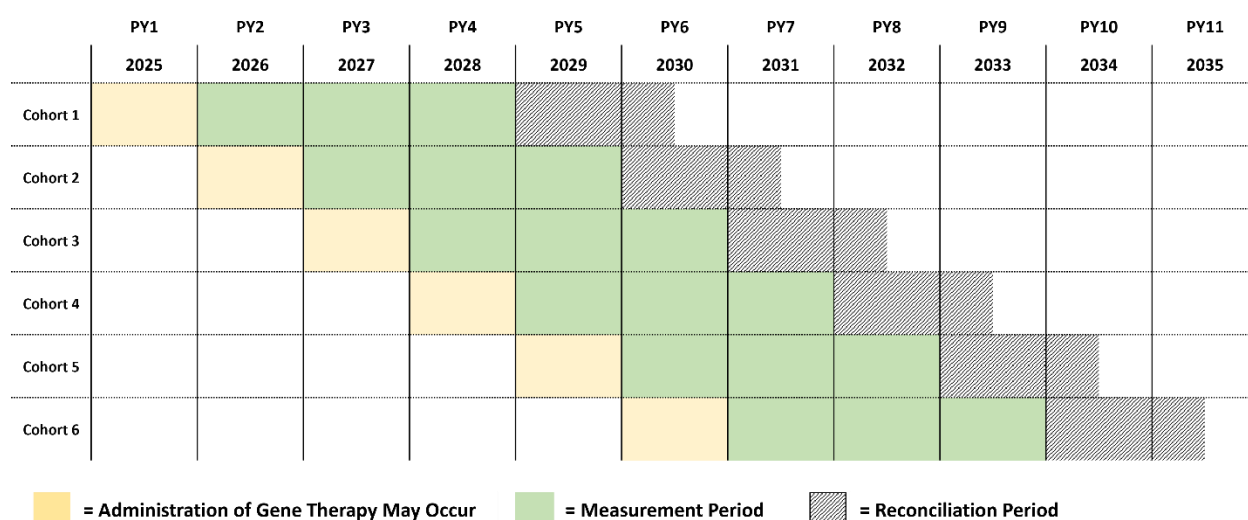 PY1 PY2 PY3 PY4 PY5 PY6 PY7 PY8 PY9 PY10 PY11
2025 2026 2027 2028 2029 2030 2031 2032 2033 2034 2035
Cohort 1
Cohort 2
Cohort 3
Cohort 4
Cohort 5
Cohort 6
= Administration of Gene Therapy May Occur = Measurement Period = Reconciliation Period